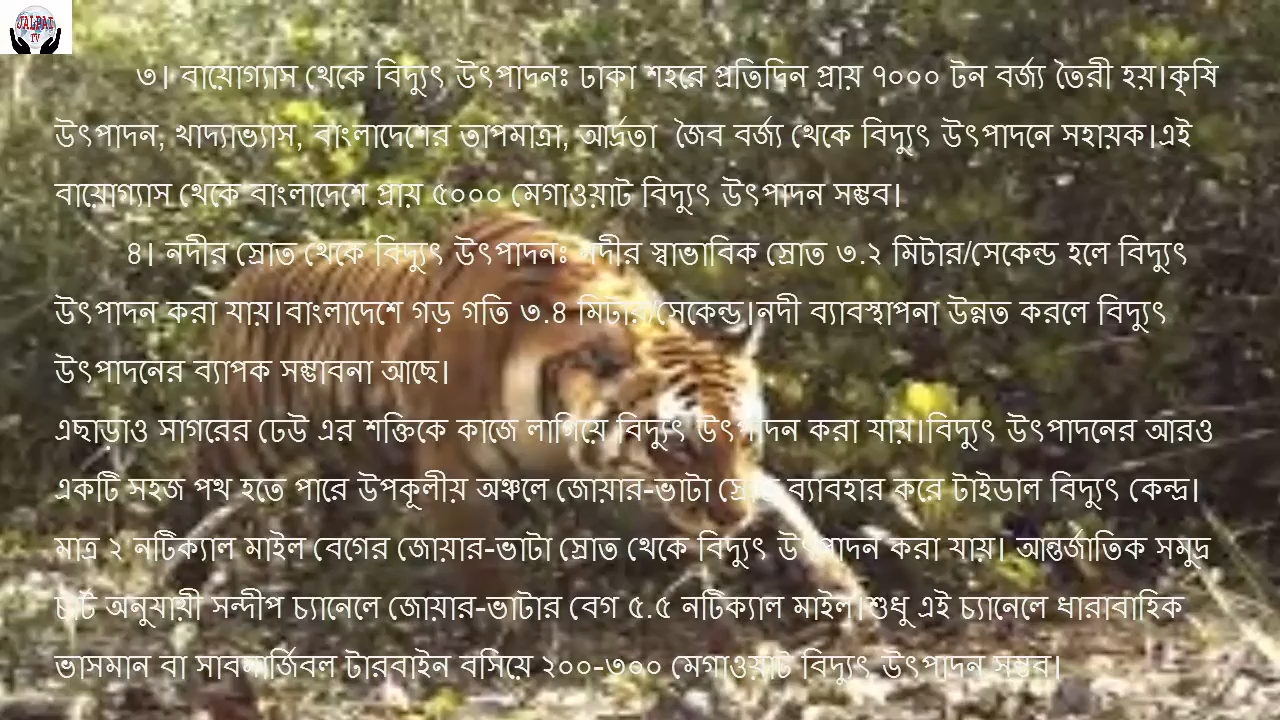 JALPAI
TV
৩। বায়োগ্যাস থেকে বিদ্যুৎ উৎপাদনঃ ঢাকা শহরে প্রতিদিন প্রায় ৭০০০ টন বর্জ্য তৈরী হয়।কৃষি
উৎপাদন, খাদ্যাভ্যাস, বাংলাদেশের তাপমাত্রা, আর্দ্রতা জৈব বর্জ্য থেকে বিদ্যুৎ উৎপাদনে সহায়ক।এই
বায়োগ্যাস থেকে বাংলাদেশে প্রায় ৫০০০ মেগাওয়াট বিদ্যুৎ উৎপাদন সম্ভব।
৪। নদীর স্রোত থেকে বিদ্যুৎ উৎপাদনঃ নদীর স্বাভাবিক স্রোত ৩.২ মিটার/সেকেন্ড হলে বিদ্যুৎ
উৎপাদন করা যায়।বাংলাদেশে গড় গতি ৩.৪ মিটার/সেকেন্ড।নদী ব্যাবস্থাপনা উন্নত করলে বিদ্যুৎ
উৎপাদনের ব্যাপক সম্ভাবনা আছে।
এছাড়াও সাগরের ঢেউ এর শক্তিকে কাজে লাগিয়ে বিদ্যুৎ উৎপাদন করা যায়।বিদ্যুৎ উৎপাদনের আরও
একটি সহজ পথ হতে পারে উপকূলীয় অঞ্চলে জোয়ার-ভাটা স্রোত ব্যাবহার করে টাইডাল বিদ্যুৎ কেন্দ্র।
মাত্র ২ নটিক্যাল মাইল বেগের জোয়ার-ভাটা স্রোত থেকে বিদ্যুৎ উৎপাদন করা যায়। আন্তর্জাতিক সমুদ্র
চার্ট অনুযায়ী সন্দীপ চ্যানেলে জোয়ার-ভাটার বেগ ৫.৫ নটিক্যাল মাইল।শুধু এই চ্যানেলে ধারাবাহিক
ভাসমান বা সাবমার্জিবল টারবাইন বসিয়ে ২০০-৩০০ মেগাওয়াট বিদ্যুৎ উৎপাদন সম্ভব।